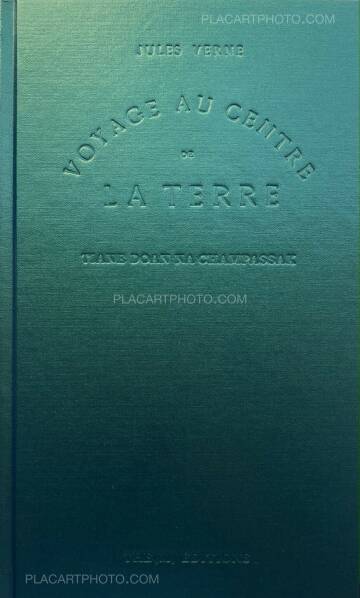 PLACARTPHOTO.COM
JULES VERNE
VOYAGE AU CENTRE
DE
LA TERRE
TIANE DOAN NA CHAMPASSAK
PLACARTPHOTO.COM
THE (M) EDITIONS
PLACARTPHOTO.COM